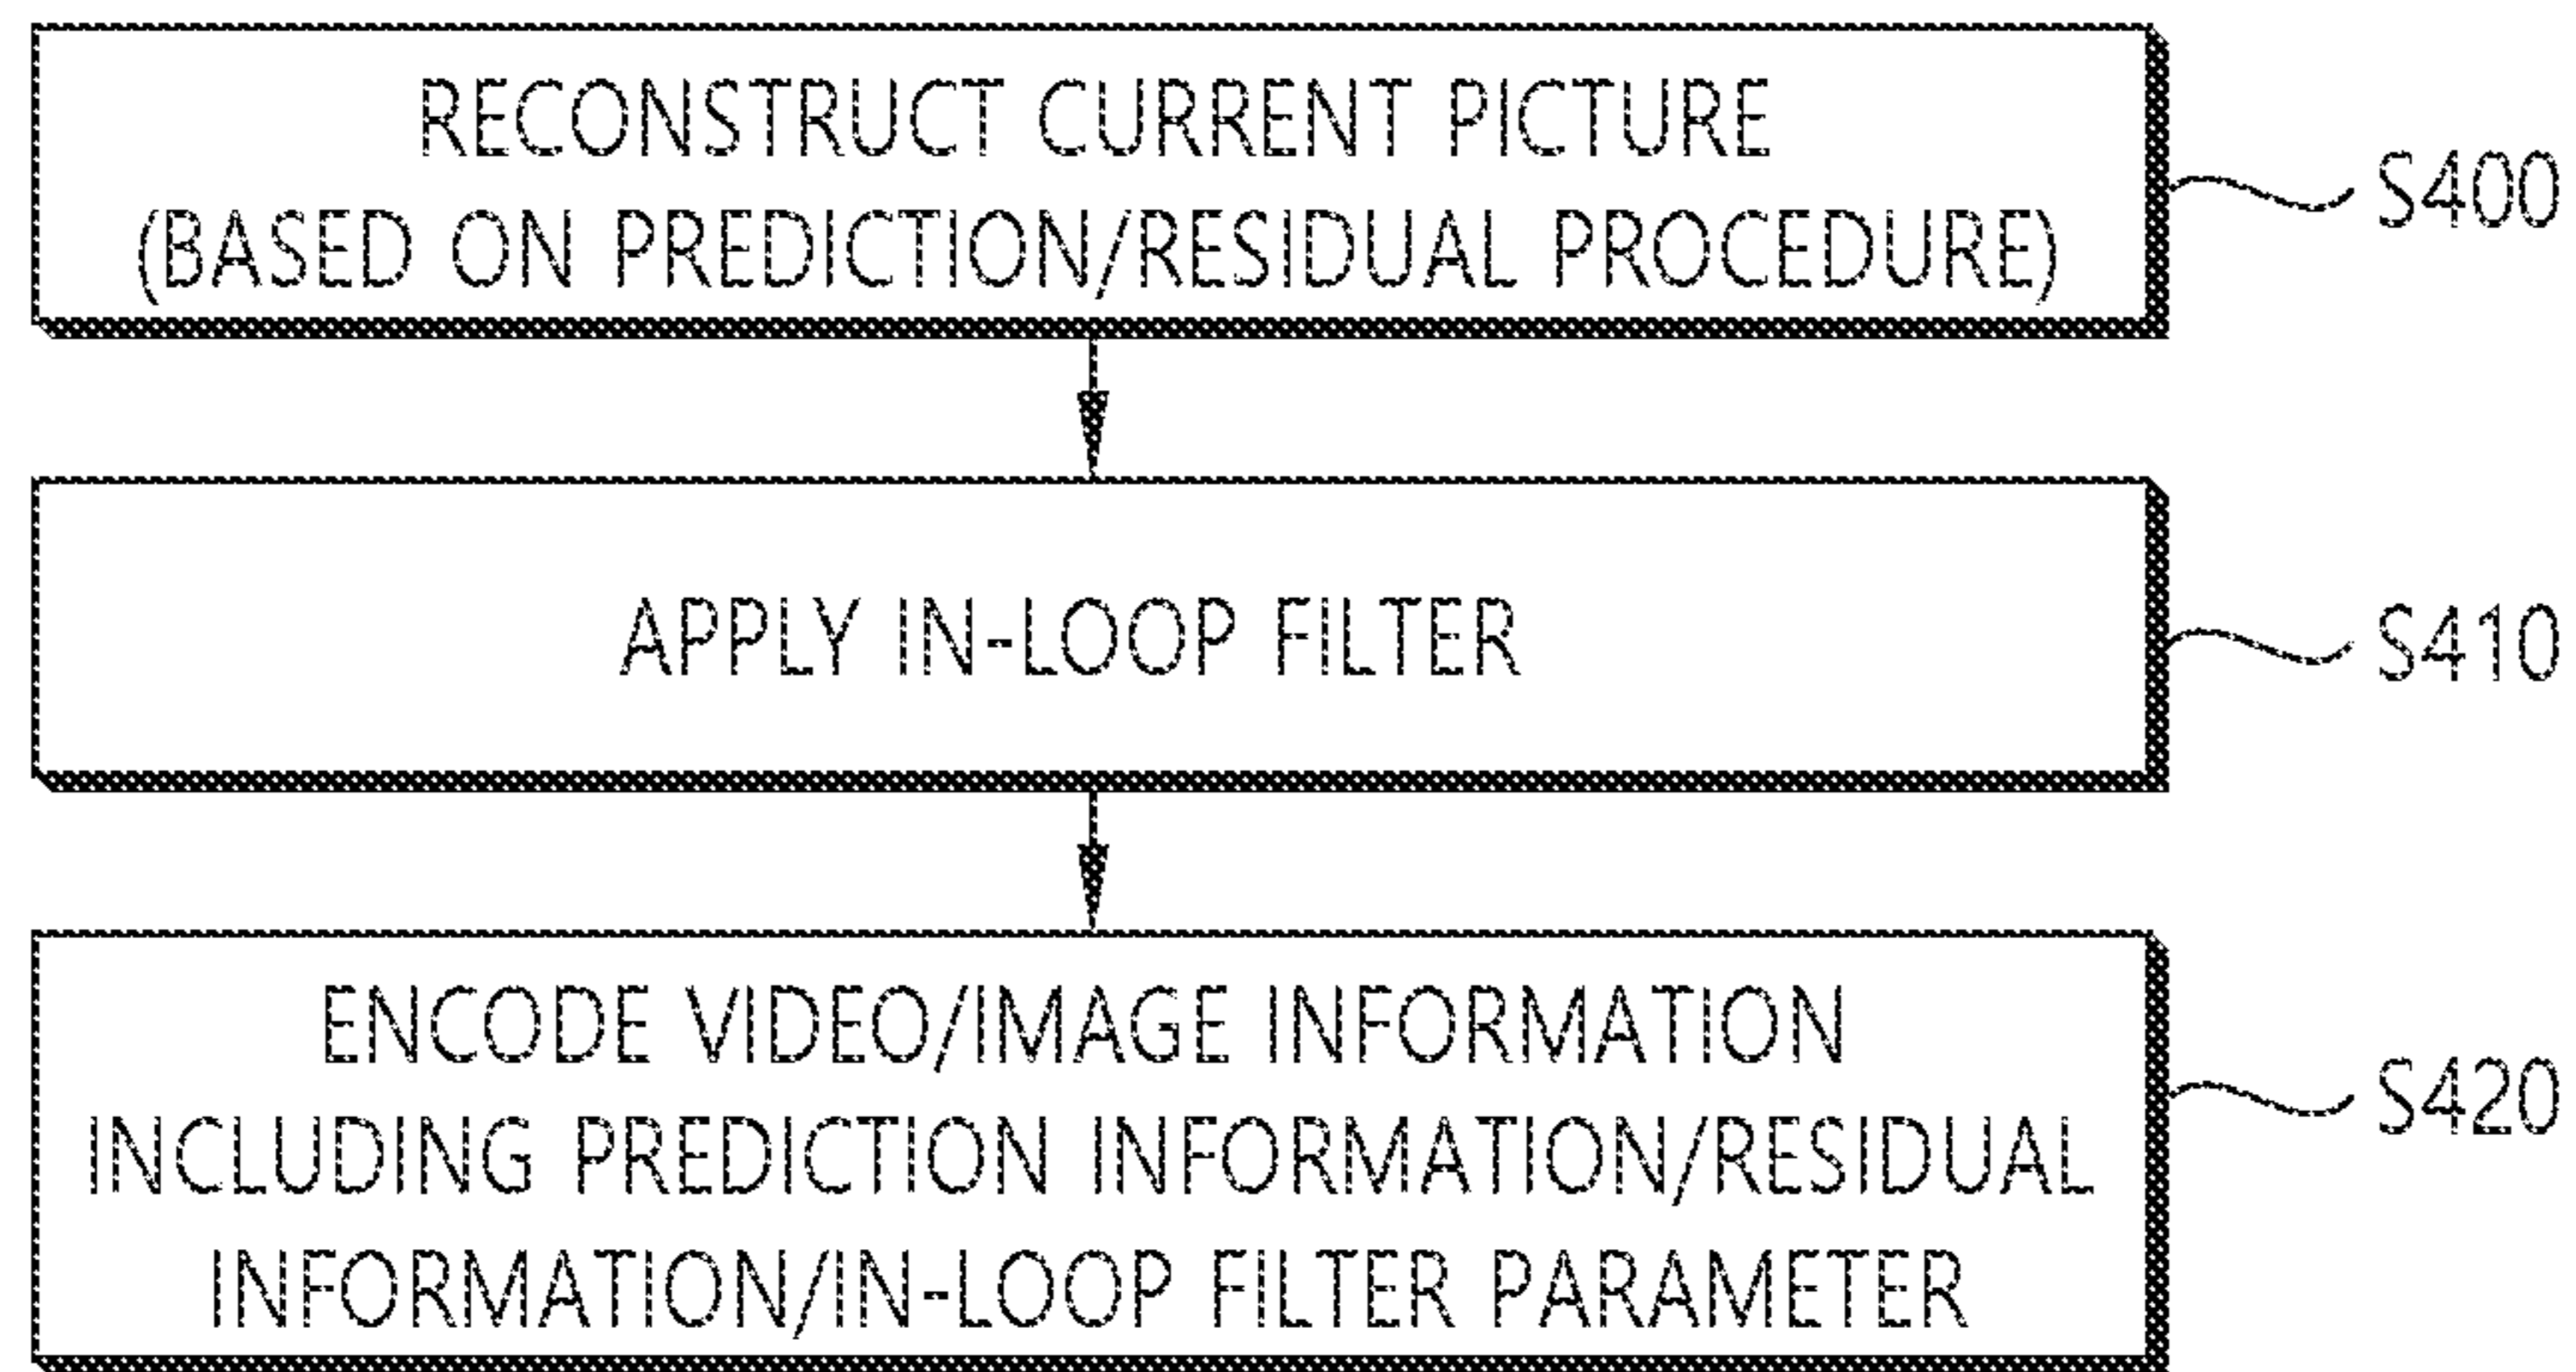 RECONSTRUCT CURRENT PICTURE
(BASED ON PREDICTION/RESIDUAL PROCEDURE)
S400
APPLY IN-LOOP FILTER
S410
ENCODE VIDEO/IMAGE INFORMATION
INCLUDING PREDICTION INFORMATION/RESIDUAL
INFORMATION/IN-LOOP FILTER PARAMETER
S420